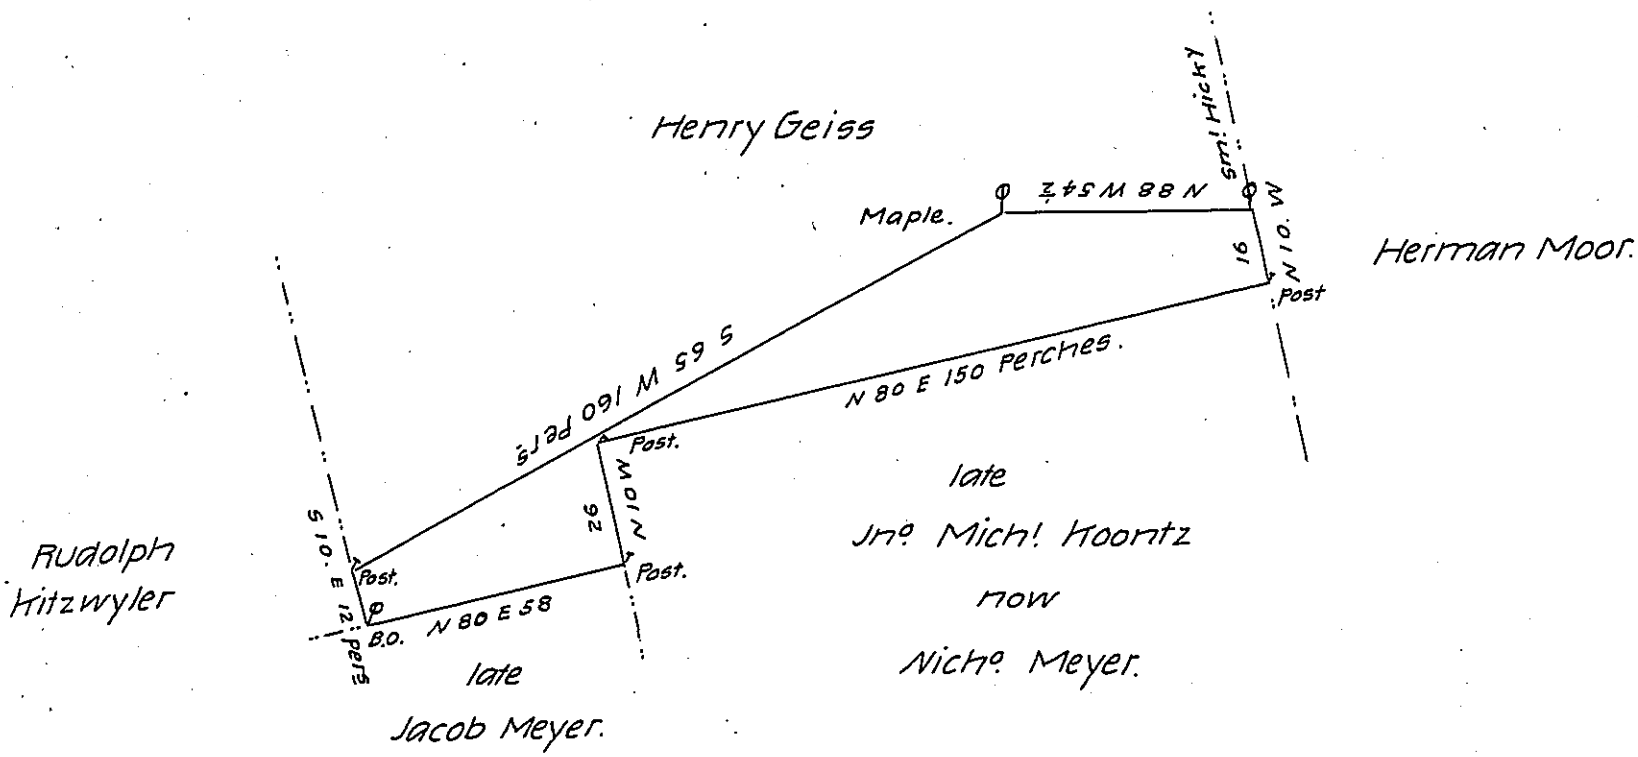 Henry Geiss
sml: Hicky
N 88 W 54½
Maple.
N 10. W
16
Herman Moor.
Post
S 65 W 160 Pers.
N 80 E 150 Perches.
Post.
N 10 W
26
late
Jnº Michl Koontz
now
Nichº Meyer.
Rudolph
Kitzwyler
S 10. E 12: pers
Post.
B.O.
N 80 E 58
Post.
late
Jacob Meyer.